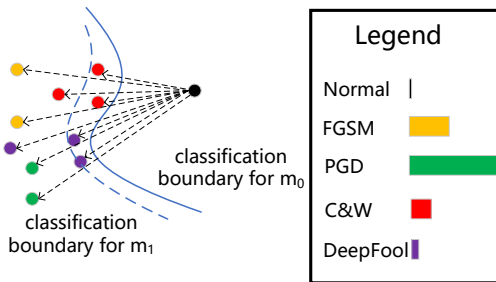 classification
boundary for m₀
classification
boundary for m₁
Legend
Normal
FGSM
PGD
C&W
DeepFool